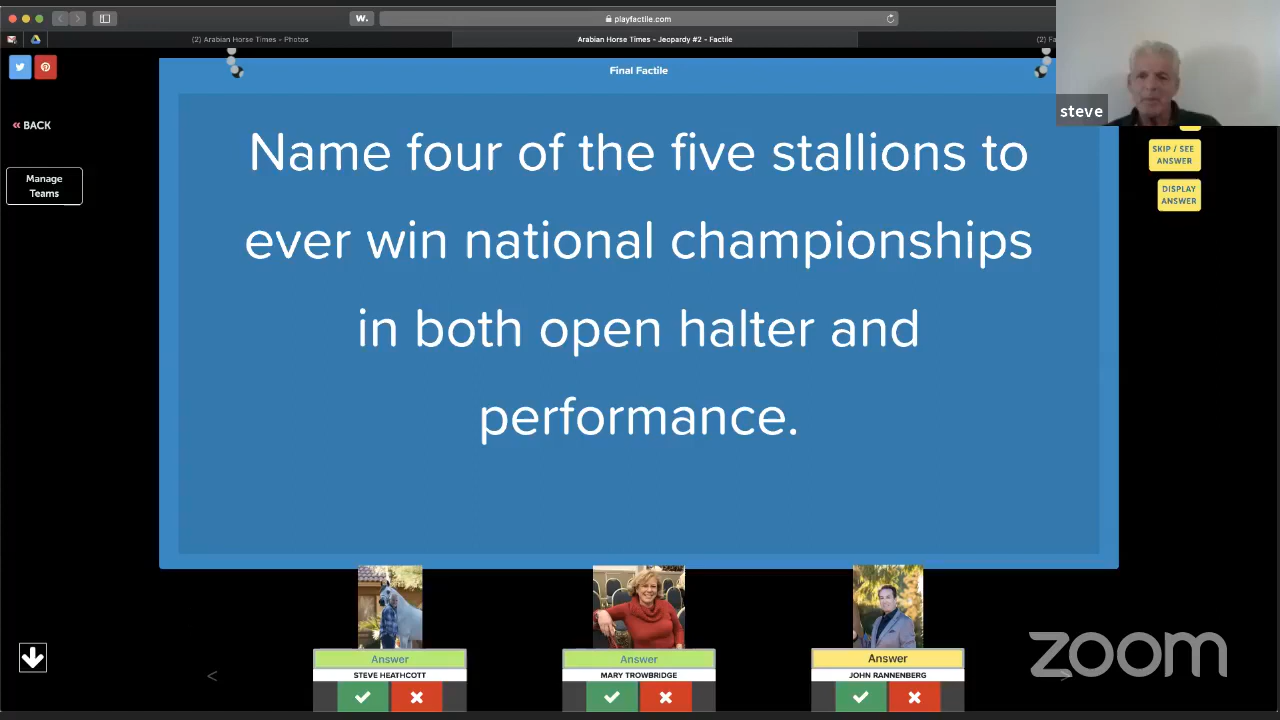 W.
playfactile.com
(2) Arabian Horse Times - Photos
Arabian Horse Times - Jeopardy #2 - Factile
(2) Fa
Final Factile
steve
« BACK
Manage
Teams
SKIP / SEE
ANSWER
DISPLAY
ANSWER
Name four of the five stallions to
ever win national championships
in both open halter and
performance.
Answer
Answer
Answer
STEVE HEATHCOTT
MARY TROWBRIDGE
JOHN RANNENBERG
zoom